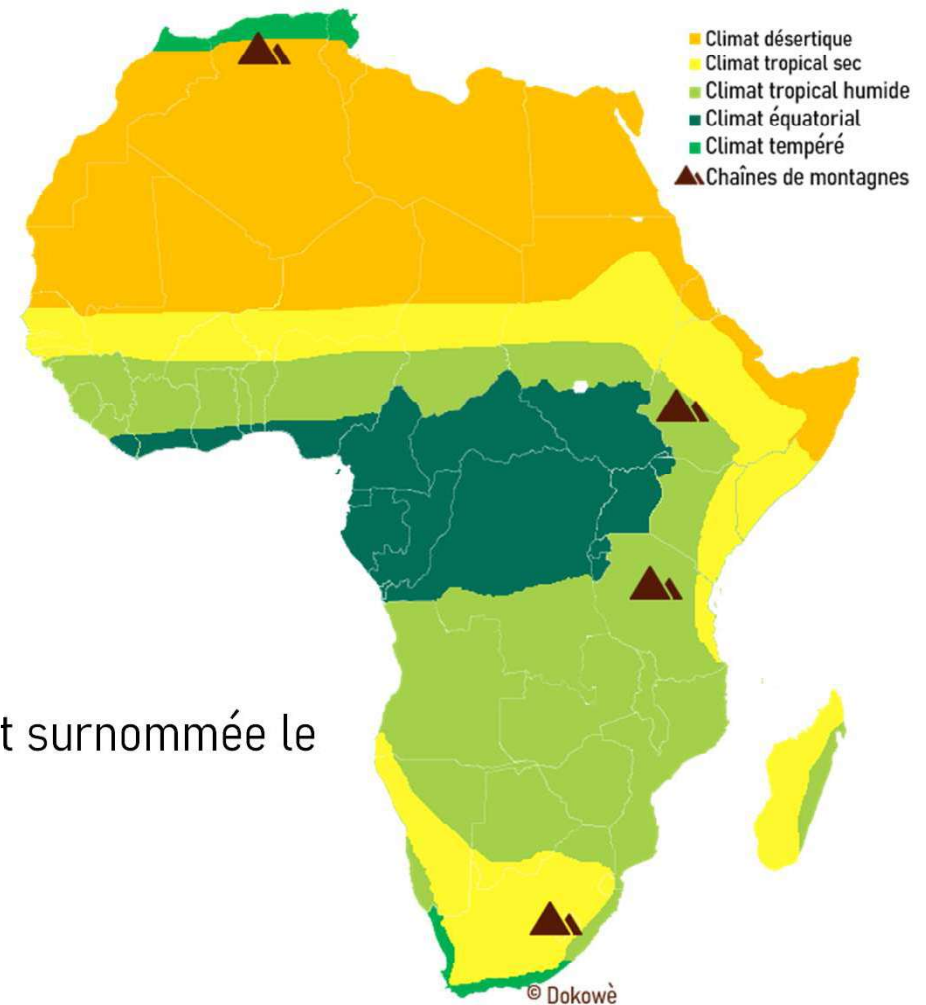 Climat désertique
Climat tropical sec
Climat tropical humide
Climat équatorial
Climat tempéré
Chaînes de montagnes
t surnommée le
© Dokowè